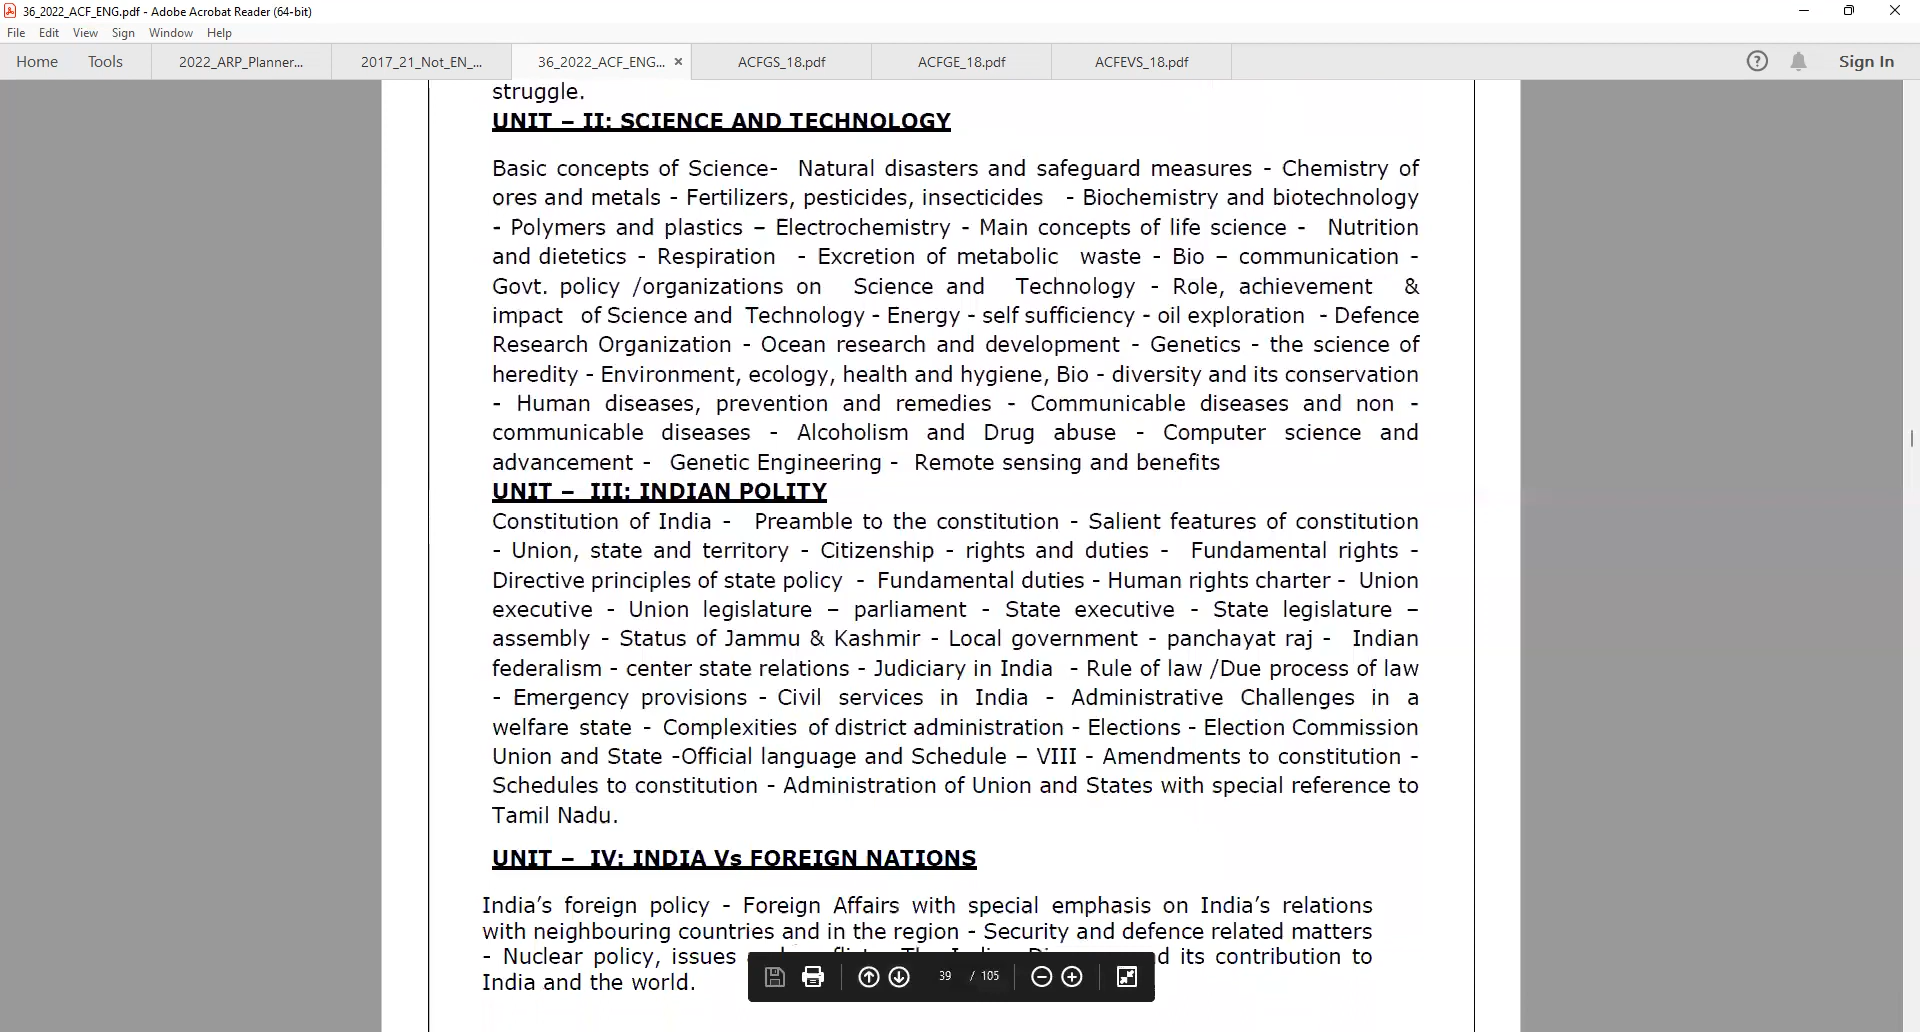 36_2022_ACF_ENG.pdf - Adobe Acrobat Reader (64-bit)
File Edit View Sign Window Help
Home Tools 2022_ARP_Planner... 2017_21_Not_EN_... 36_2022_ACF_ENG... × ACFGS_18.pdf ACFGE_18.pdf ACFEVS_18.pdf Sign In
struggle.
UNIT – II: SCIENCE AND TECHNOLOGY
Basic concepts of Science- Natural disasters and safeguard measures - Chemistry of
ores and metals - Fertilizers, pesticides, insecticides - Biochemistry and biotechnology
- Polymers and plastics – Electrochemistry - Main concepts of life science - Nutrition
and dietetics - Respiration - Excretion of metabolic waste - Bio – communication -
Govt. policy /organizations on Science and Technology - Role, achievement &
impact of Science and Technology - Energy - self sufficiency - oil exploration - Defence
Research Organization - Ocean research and development - Genetics - the science of
heredity - Environment, ecology, health and hygiene, Bio - diversity and its conservation
- Human diseases, prevention and remedies - Communicable diseases and non -
communicable diseases - Alcoholism and Drug abuse - Computer science and
advancement - Genetic Engineering - Remote sensing and benefits
UNIT – III: INDIAN POLITY
Constitution of India - Preamble to the constitution - Salient features of constitution
- Union, state and territory - Citizenship - rights and duties - Fundamental rights -
Directive principles of state policy - Fundamental duties - Human rights charter - Union
executive - Union legislature – parliament - State executive - State legislature –
assembly - Status of Jammu & Kashmir - Local government - panchayat raj - Indian
federalism - center state relations - Judiciary in India - Rule of law /Due process of law
- Emergency provisions - Civil services in India - Administrative Challenges in a
welfare state - Complexities of district administration - Elections - Election Commission
Union and State -Official language and Schedule – VIII - Amendments to constitution -
Schedules to constitution - Administration of Union and States with special reference to
Tamil Nadu.
UNIT – IV: INDIA Vs FOREIGN NATIONS
India's foreign policy - Foreign Affairs with special emphasis on India's relations
with neighbouring countries and in the region - Security and defence related matters
- Nuclear policy, issues its contribution to
India and the world.
39 / 105